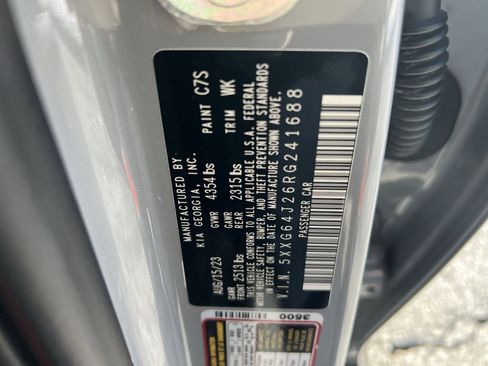 MANUFACTURED BY
KIA GEORGIA, INC.
PAINT C7S
TRIM WK
AUG/15/23 GVWR 4354 lbs
GAWR FRONT 2513 lbs GAWR REAR 2315 lbs
THIS VEHICLE CONFORMS TO ALL APPLICABLE U.S.A. FEDERAL
MOTOR VEHICLE SAFETY, BUMPER, AND THEFT PREVENTION STANDARDS
IN EFFECT ON THE DATE OF MANUFACTURE SHOWN ABOVE.
V.I.N. 5XXG64J26RG241688
PASSENGER CAR
3500